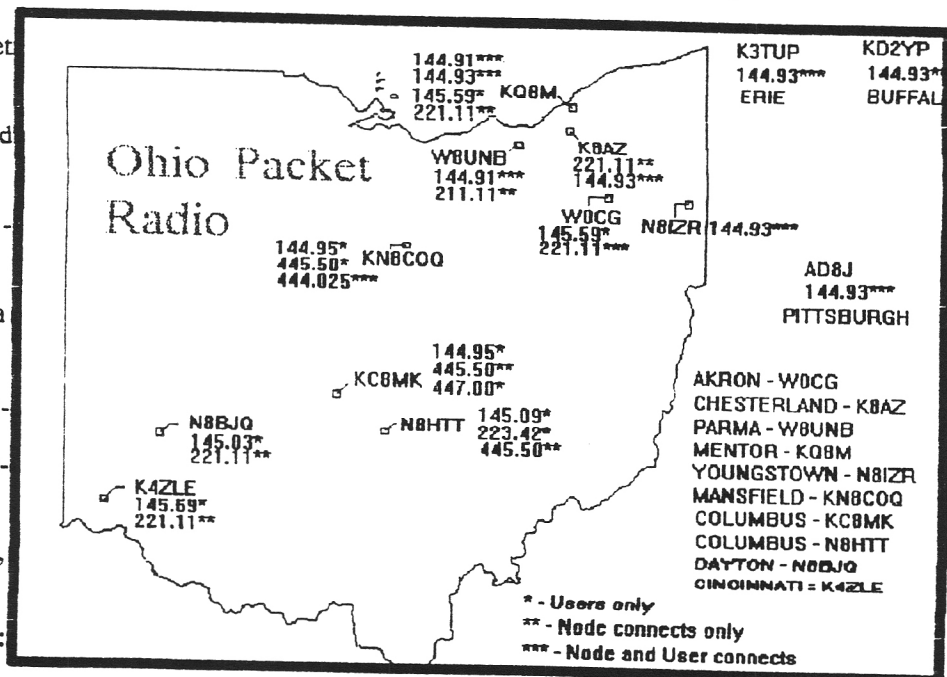 Ohio Packet
Radio
144.91***
144.93***
145.59* KQ8M
221.11**
K3TUP
144.93***
ERIE
KD2YP
144.93**
BUFFAL
W8UNB
144.91***
211.11**
K8AZ
221.11**
144.93***
W0CG
145.59*
221.11***
N8IZR 144.93***
144.95*
445.50* KN8COQ
444.025***
AD8J
144.93***
PITTSBURGH
144.95*
KC8MK 445.50**
447.00*
N8HTT 145.09*
223.42*
445.50**
N8BJQ
145.03*
221.11**
K4ZLE
145.69*
221.11**
AKRON - W0CG
CHESTERLAND - K8AZ
PARMA - W8UNB
MENTOR - KQ8M
YOUNGSTOWN - N8IZR
MANSFIELD - KN8COQ
COLUMBUS - KC8MK
COLUMBUS - N8HTT
DAYTON - N8BJQ
CINCINNATI = K4ZLE
* - Users only
** - Node connects only
*** - Node and User connects